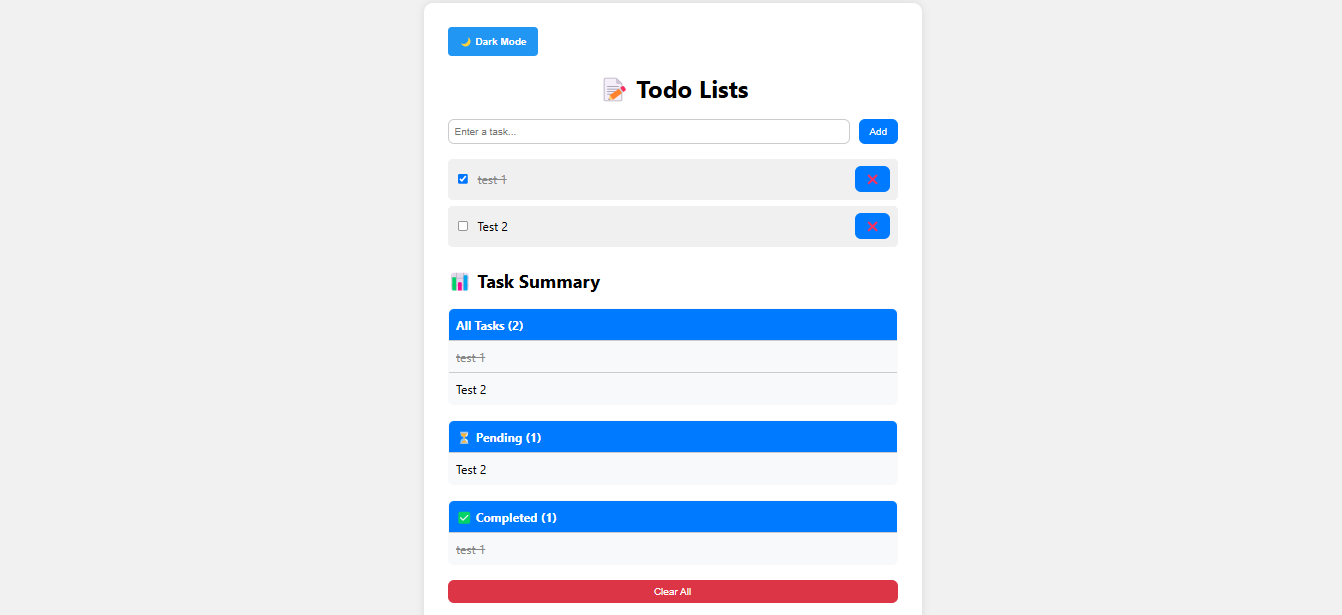 🌙 Dark Mode
📝 Todo Lists
Enter a task...
Add
test 1
Test 2
📊 Task Summary
All Tasks (2)
test 1
Test 2
⏳ Pending (1)
Test 2
✅ Completed (1)
test 1
Clear All